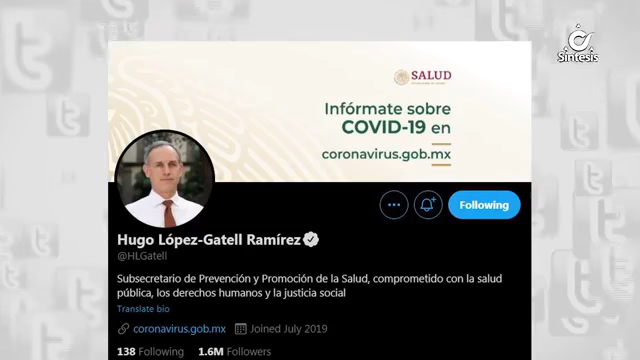 Síntesis
SALUD
Infórmate sobre
COVID-19 en
coronavirus.gob.mx
Following
Hugo López-Gatell Ramírez
@HLGatell
Subsecretario de Prevención y Promoción de la Salud, comprometido con la salud
pública, los derechos humanos y la justicia social
Translate bio
coronavirus.gob.mx Joined July 2019
138 Following 1.6M Followers